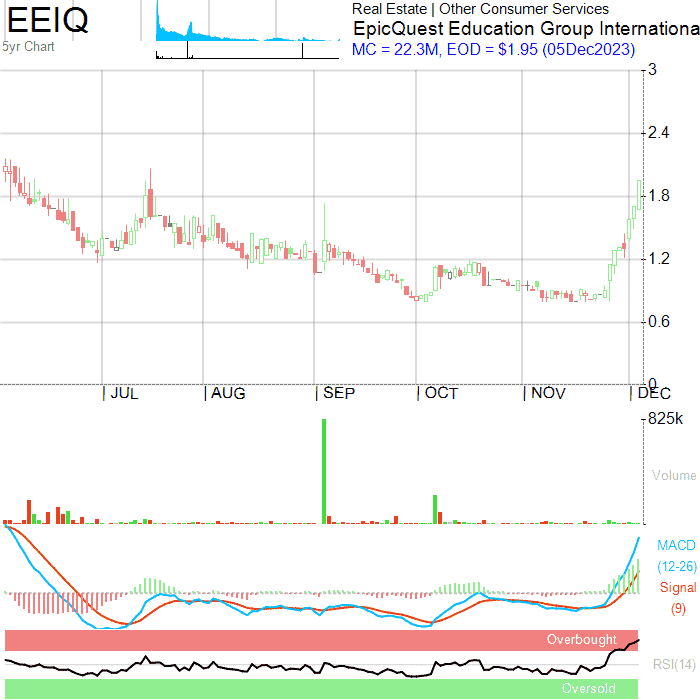 EEIQ
5yr Chart
Real Estate | Other Consumer Services
EpicQuest Education Group Internationa
MC = 22.3M, EOD = $1.95 (05Dec2023)
3
2.4
1.8
1.2
0.6
0
JUL
AUG
SEP
OCT
NOV
DEC
825k
Volume
MACD
(12-26)
Signal
(9)
Overbought
RSI(14)
Oversold